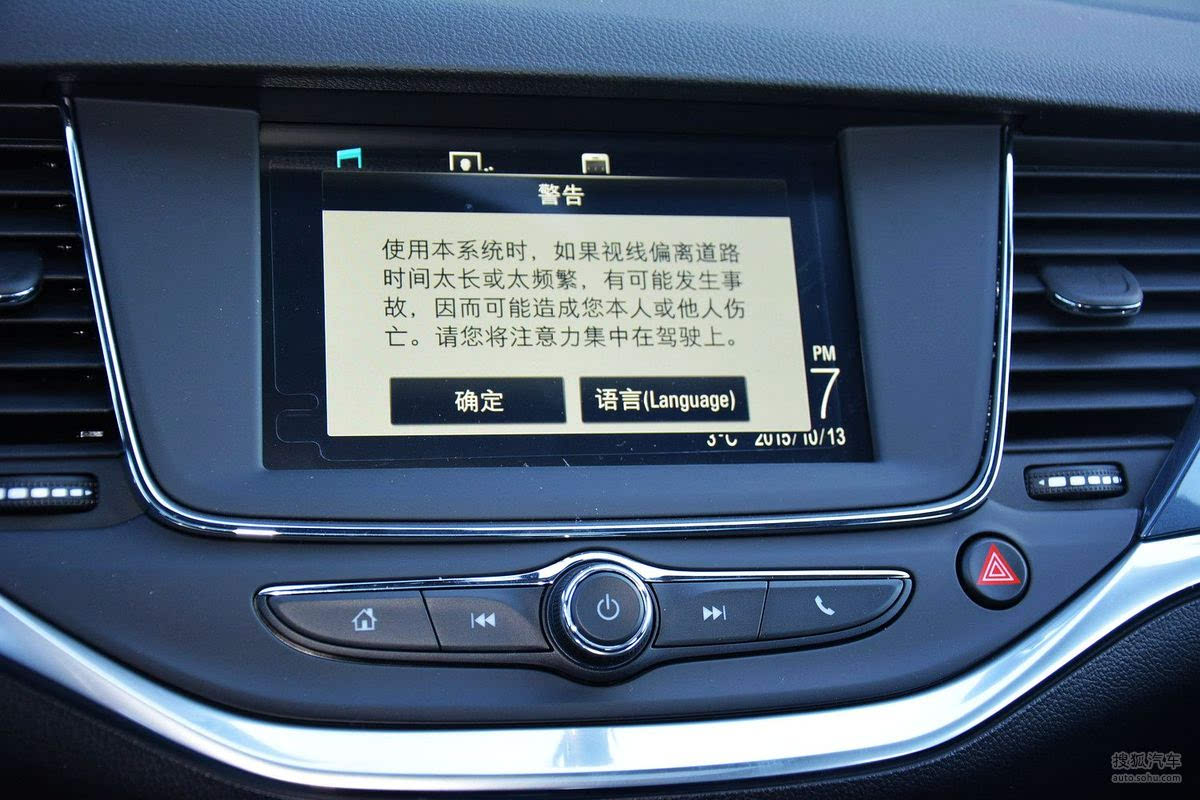 警告
使用本系统时，如果视线偏离道路
时间太长或太频繁，有可能发生事
故，因而可能造成您本人或他人伤
亡。请您将注意力集中在驾驶上。
确定 语言(Language)
PM
7
3°C 2015/10/13
搜狐汽车
auto.sohu.com